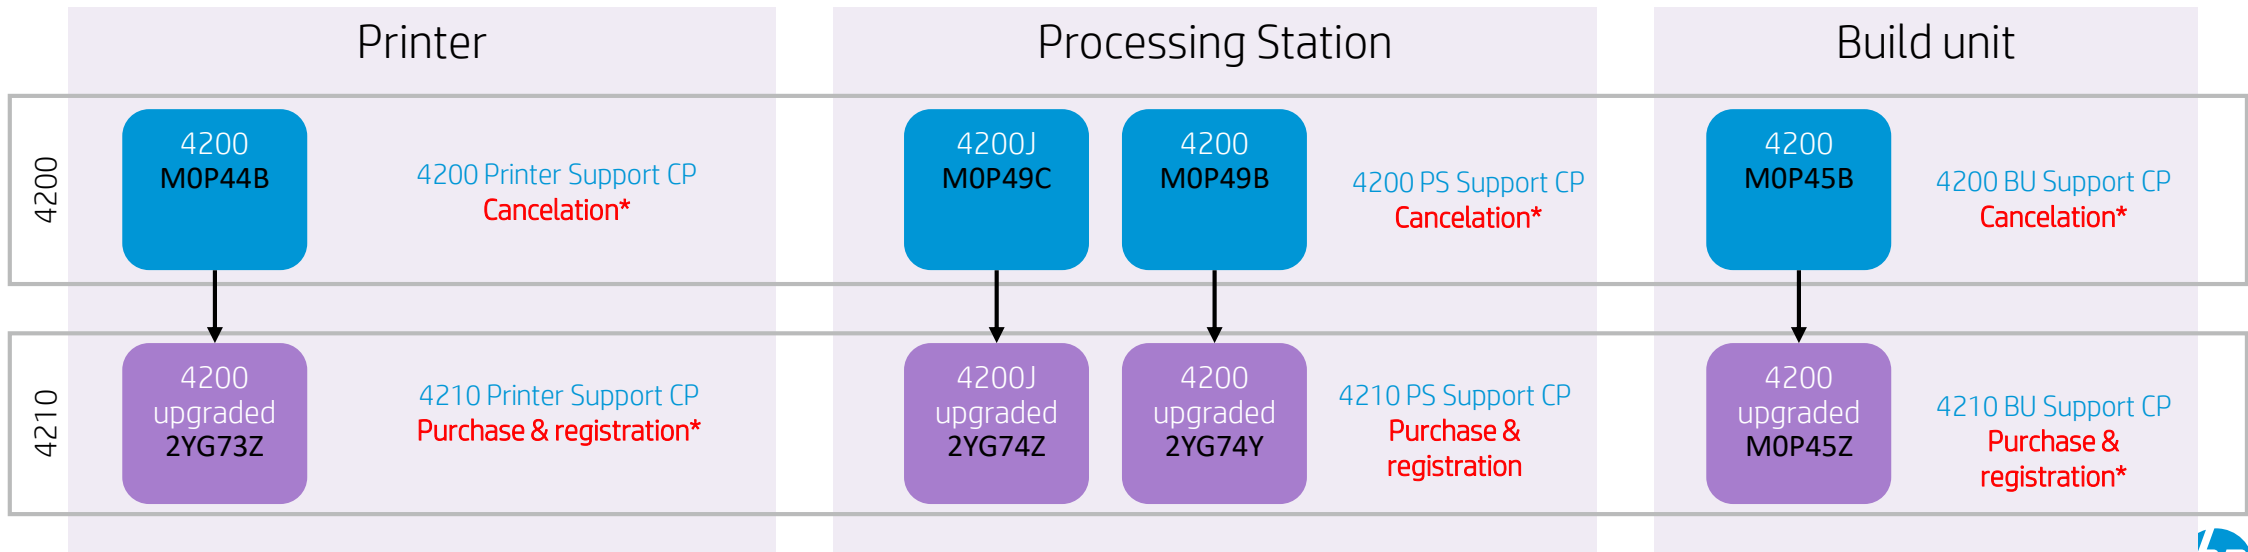 Printer
Processing Station
Build unit
4200
4200
M0P44B
4200 Printer Support CP
Cancelation*
4200J
M0P49C
4200
M0P49B
4200 PS Support CP
Cancelation*
4200
M0P45B
4200 BU Support CP
Cancelation*
4210
4200
upgraded
2YG73Z
4210 Printer Support CP
Purchase & registration*
4200J
upgraded
2YG74Z
4200
upgraded
2YG74Y
4210 PS Support CP
Purchase &
registration
4200
upgraded
M0P45Z
4210 BU Support CP
Purchase &
registration*